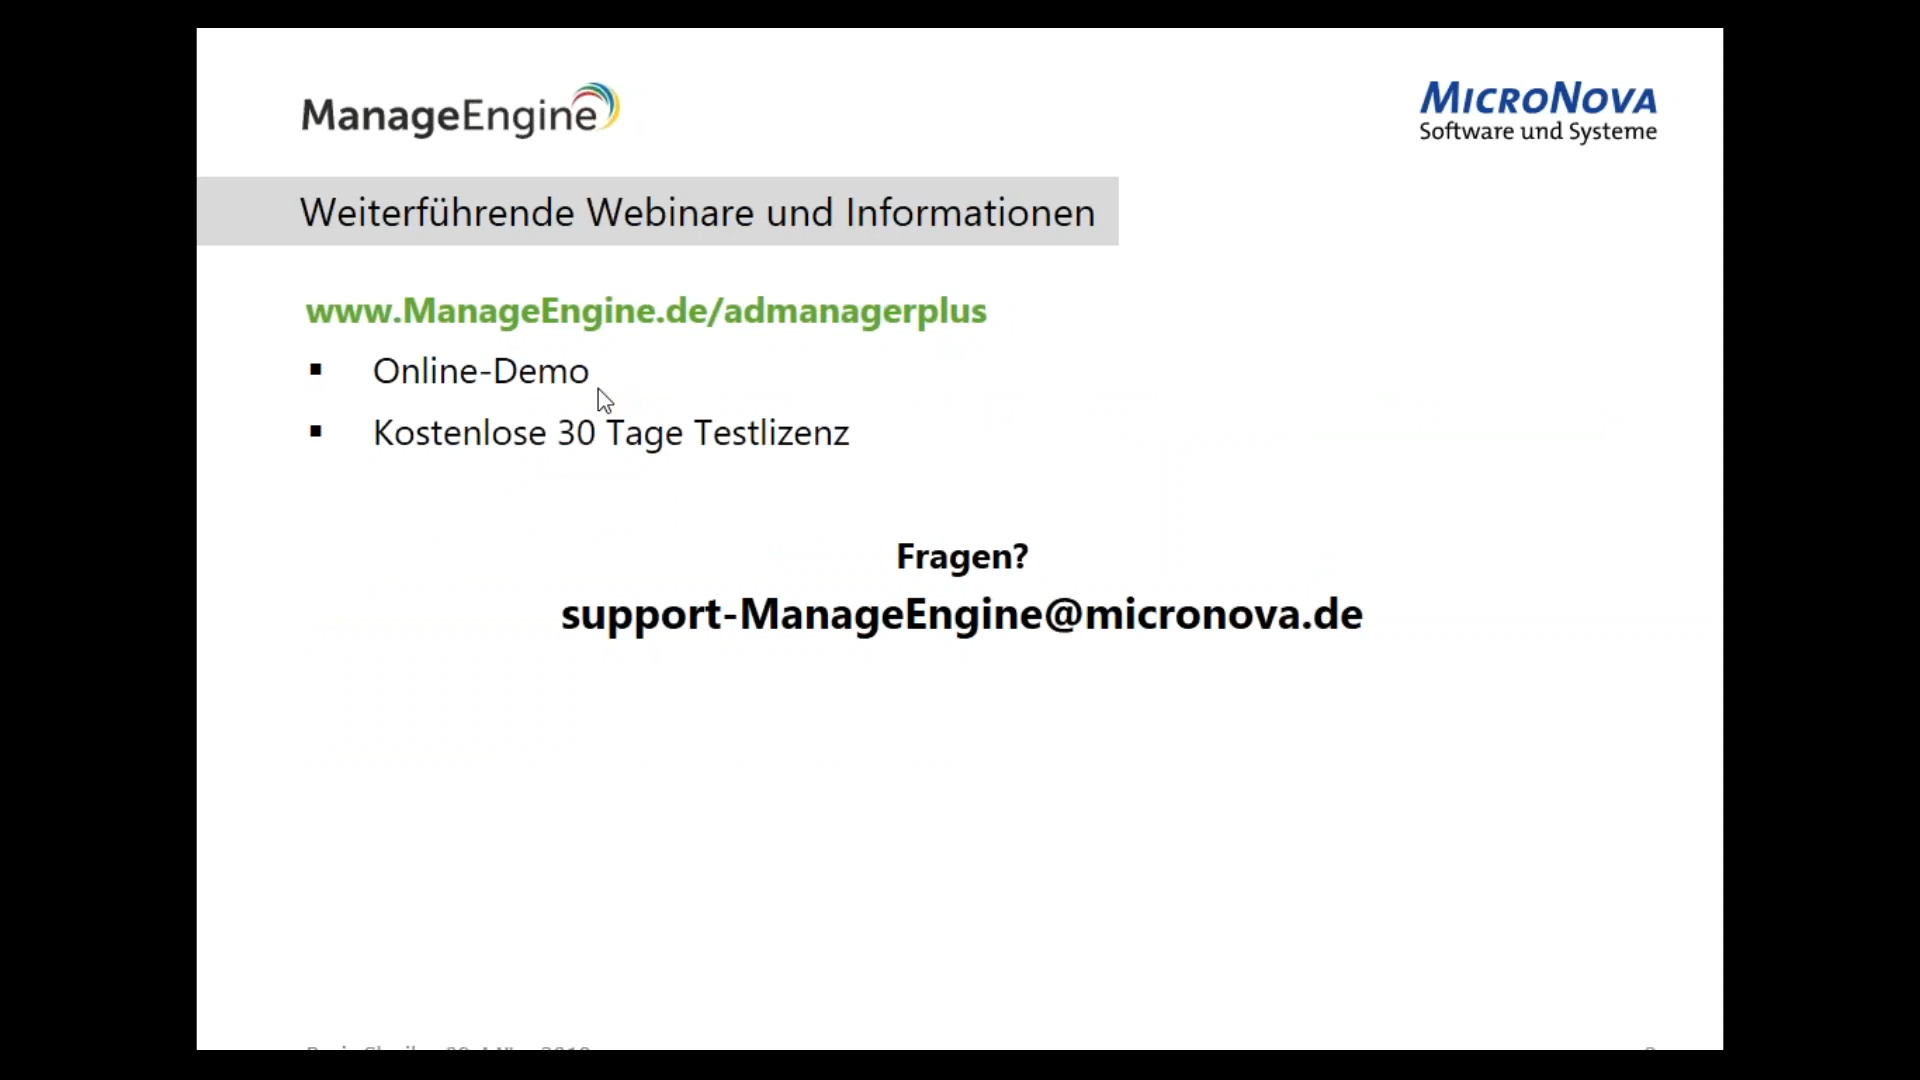 ManageEngine
MICRONOVA
Software und Systeme
Weiterführende Webinare und Informationen
www.ManageEngine.de/admanagerplus
▪ Online-Demo
▪ Kostenlose 30 Tage Testlizenz
Fragen?
support-ManageEngine@micronova.de